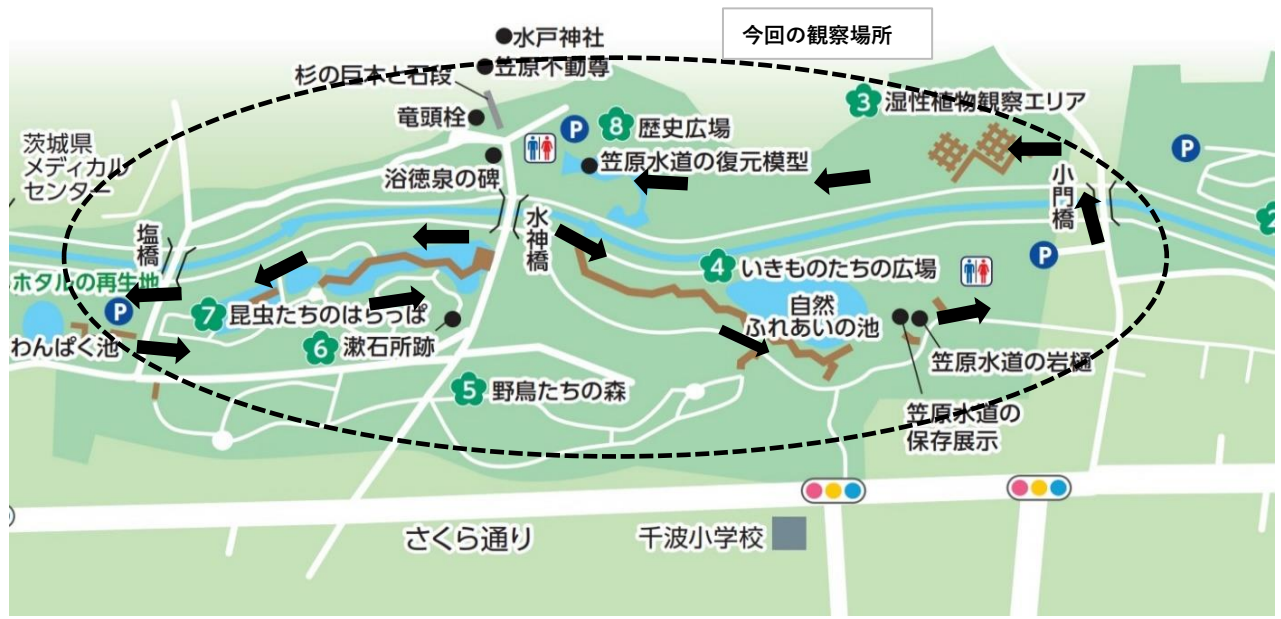 今回の観察場所
水戸神社
笠原不動尊
杉の巨木と石段
竜頭栓
3 湿性植物観察エリア
P
8 歴史広場
P
茨城県
メディカル
センター
笠原水道の復元模型
浴徳泉の碑
小門橋
水神橋
塩橋
2
P
4 いきものたちの広場
ホタルの再生地
P
7 昆虫たちのはらっぱ
自然
ふれあいの池
わんぱく池
6 漱石所跡
笠原水道の岩樋
5 野鳥たちの森
笠原水道の
保存展示
さくら通り
千波小学校